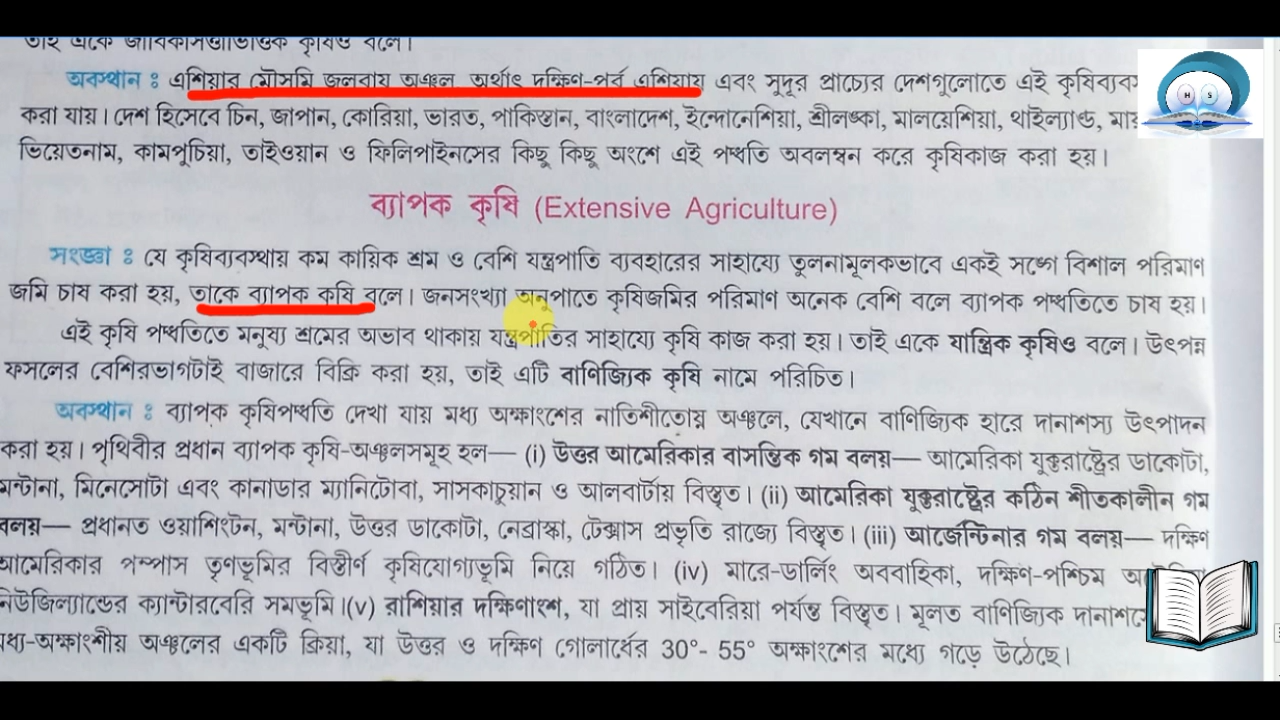 তাই একে জীবিকাসত্তাভিত্তিক কৃষিও বলে।
অবস্থান : এশিয়ার মৌসুমি জলবায়ু অঞ্চল অর্থাৎ দক্ষিণ-পূর্ব এশিয়ায় এবং সুদূর প্রাচ্যের দেশগুলোতে এই
করা যায়। দেশ হিসেবে চিন, জাপান, কোরিয়া, ভারত, পাকিস্তান, বাংলাদেশ, ইন্দোনেশিয়া, শ্রীলঙ্কা, মালয়েশিয়া, থাইল্যান্ড,
ভিয়েতনাম, কামপুচিয়া, তাইওয়ান ও ফিলিপাইনসের কিছু কিছু অংশে এই পদ্ধতি অবলম্বন করে কৃষিকাজ করা হয়।
H S
ব্যাপক কৃষি (Extensive Agriculture)
সংজ্ঞা : যে কৃষিব্যবস্থায় কম কায়িক শ্রম ও বেশি যন্ত্রপাতি ব্যবহারের সাহায্যে তুলনামূলকভাবে একই সঙ্গে বিশাল পরিমাণ
জমি চাষ করা হয়, তাকে ব্যাপক কৃষি বলে। জনসংখ্যা অনুপাতে কৃষিজমির পরিমাণ অনেক বেশি বলে ব্যাপক পদ্ধতিতে চাষ হয়।
এই কৃষি পদ্ধতিতে মনুষ্য শ্রমের অভাব থাকায় যন্ত্রপাতির সাহায্যে কৃষি কাজ করা হয়। তাই একে যান্ত্রিক কৃষিও বলে। উৎপন্ন
ফসলের বেশিরভাগটাই বাজারে বিক্রি করা হয়, তাই এটি বাণিজ্যিক কৃষি নামে পরিচিত।
অবস্থান : ব্যাপক কৃষিপদ্ধতি দেখা যায় মধ্য অক্ষাংশের নাতিশীতোষ্ণ অঞ্চলে, যেখানে বাণিজ্যিক হারে দানাশস্য উৎপাদন
করা হয়। পৃথিবীর প্রধান ব্যাপক কৃষি-অঞ্চলসমূহ হল— (i) উত্তর আমেরিকার বাসন্তিক গম বলয়— আমেরিকা যুক্তরাষ্ট্রের ডাকোটা,
মন্টানা, মিনেসোটা এবং কানাডার ম্যানিটোবা, সাসকাচুয়ান ও আলবার্টায় বিস্তৃত। (ii) আমেরিকা যুক্তরাষ্ট্রের কঠিন শীতকালীন গম
বলয়— প্রধানত ওয়াশিংটন, মন্টানা, উত্তর ডাকোটা, নেব্রাস্কা, টেক্সাস প্রভৃতি রাজ্যে বিস্তৃত। (iii) আর্জেন্টিনার গম বলয়— দক্ষিণ
আমেরিকার পম্পাস তৃণভূমির বিস্তীর্ণ কৃষিযোগ্যভূমি নিয়ে গঠিত। (iv) মারে-ডার্লিং অববাহিকা, দক্ষিণ-পশ্চিম
নিউজিল্যান্ডের ক্যান্টারবেরি সমভূমি।(v) রাশিয়ার দক্ষিণাংশ, যা প্রায় সাইবেরিয়া পর্যন্ত বিস্তৃত। মূলত বাণিজ্যিক
মধ্য-অক্ষাংশীয় অঞ্চলের একটি ক্রিয়া, যা উত্তর ও দক্ষিণ গোলার্ধের 30°- 55° অক্ষাংশের মধ্যে গড়ে উঠেছে।